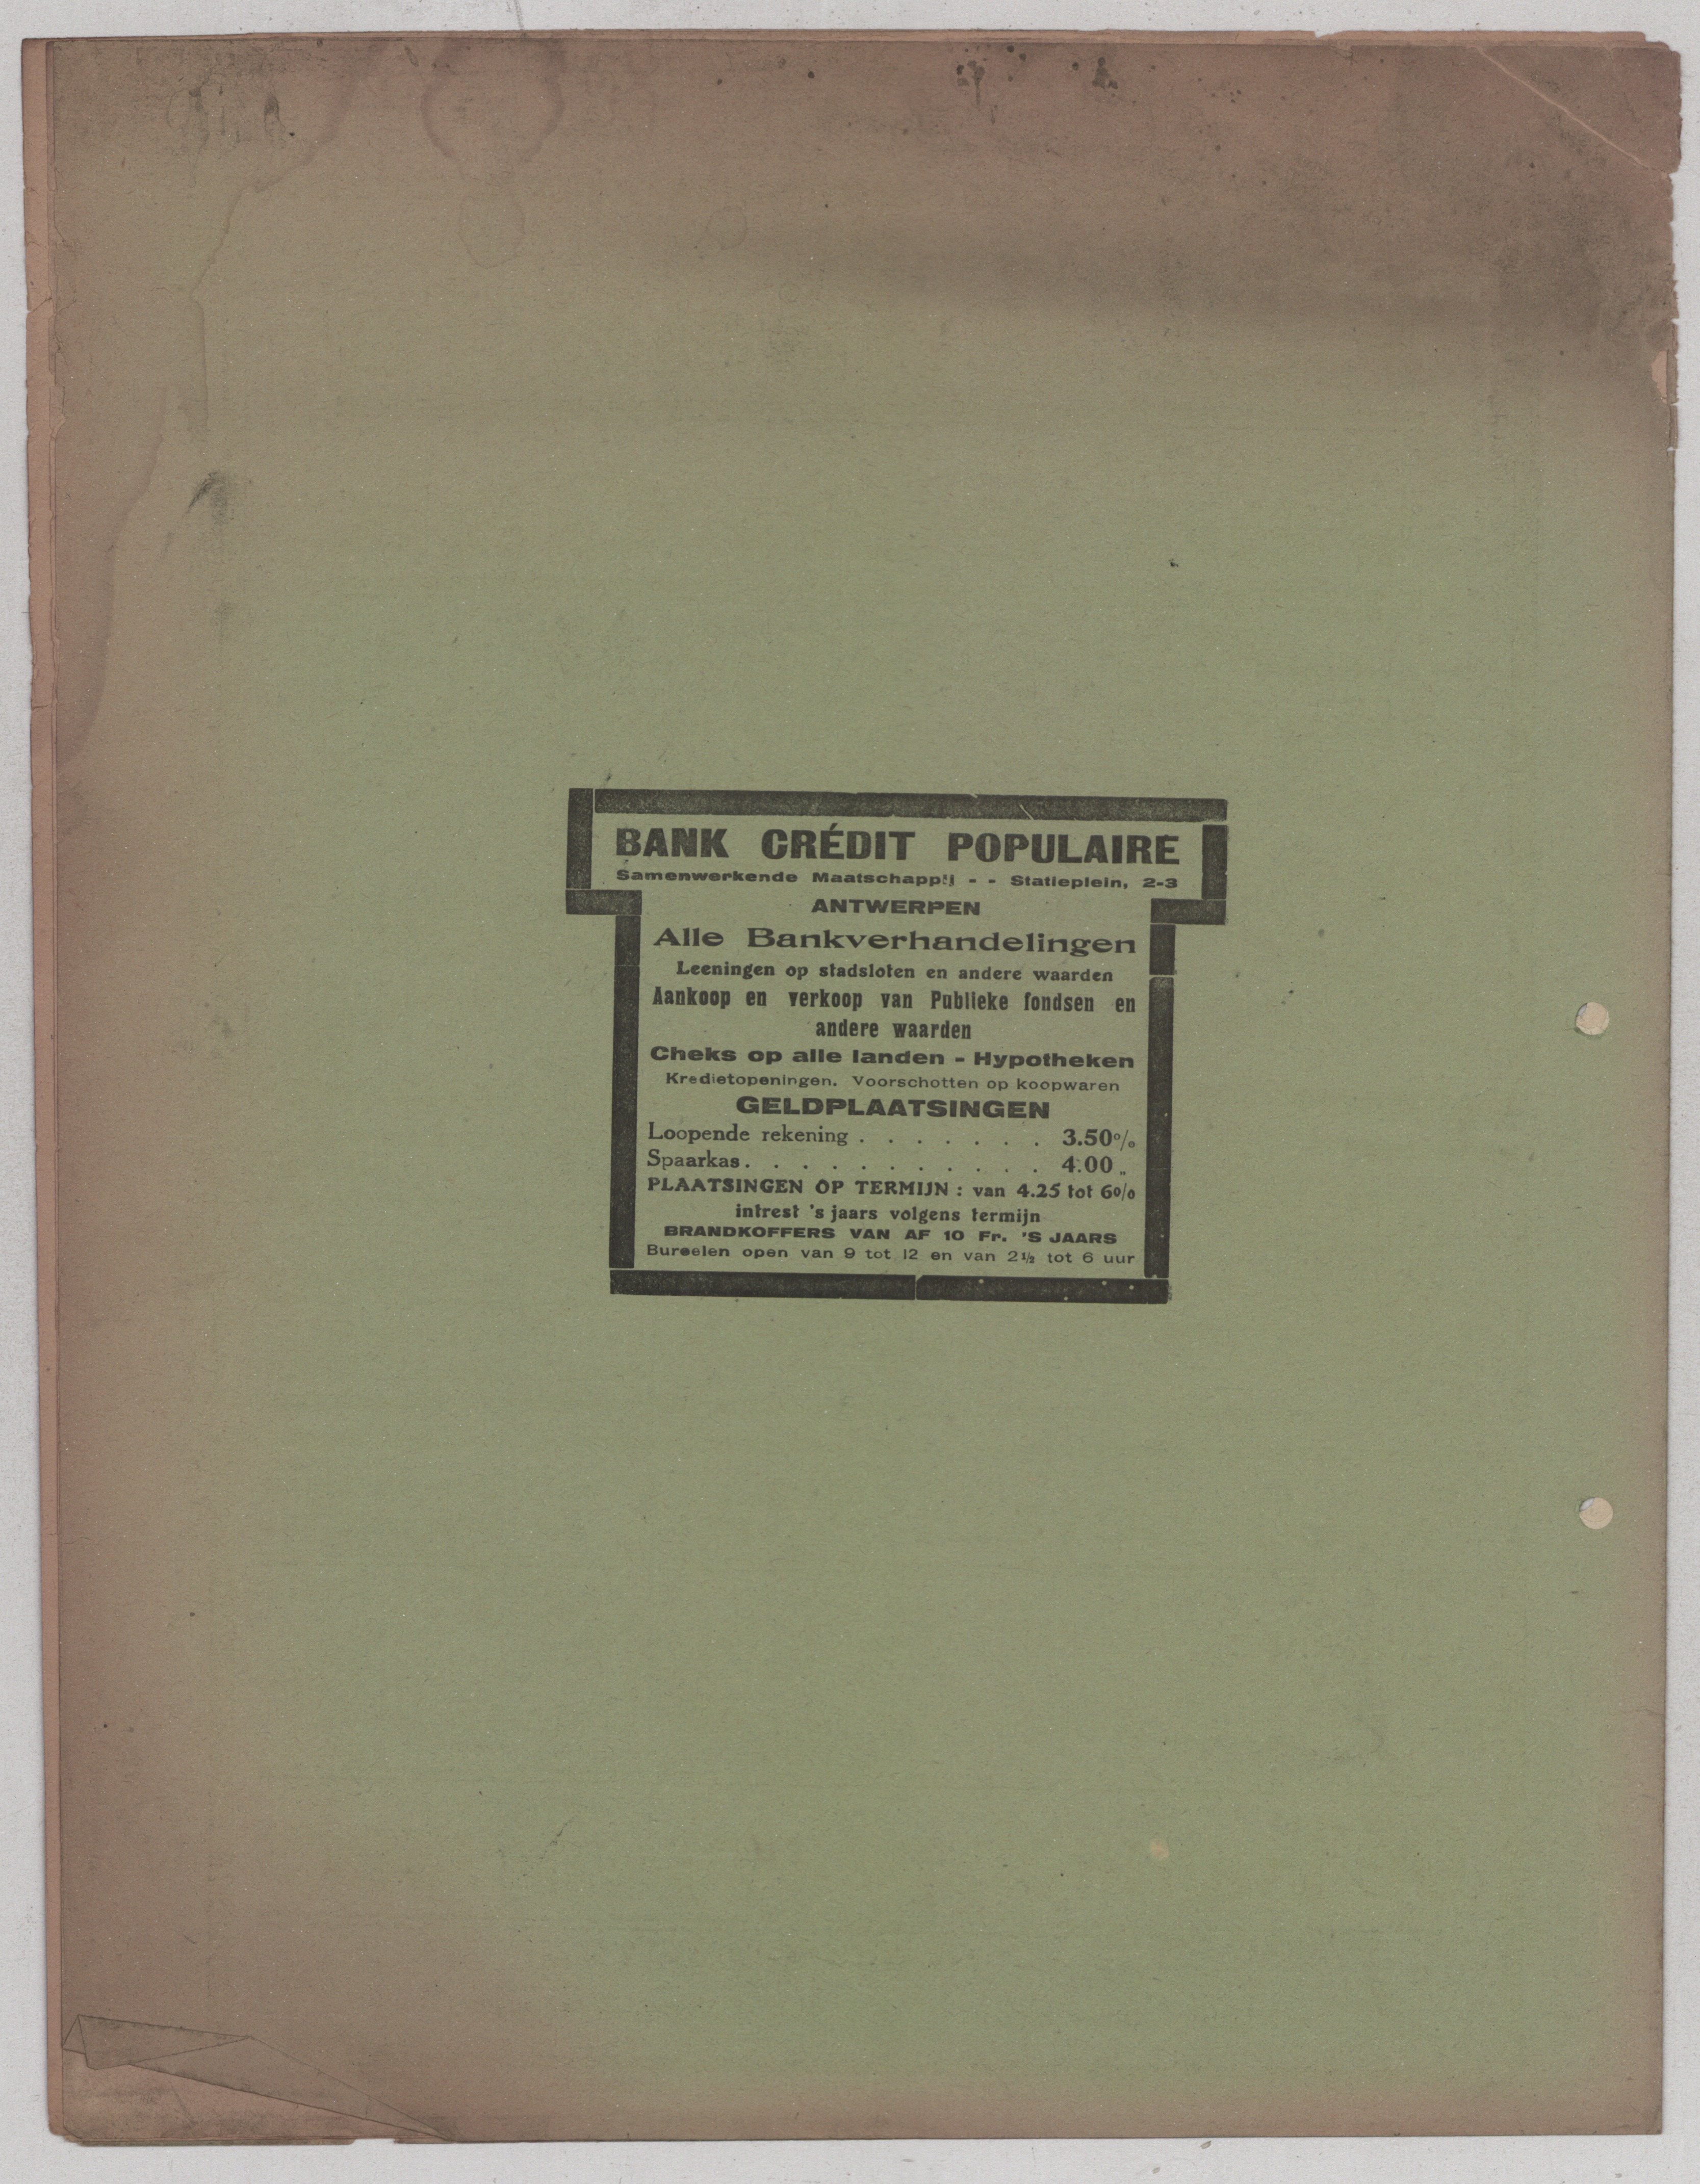 BANK CRÉDIT POPULAIRE
Samenwerkende Maatschappij - - Statieplein, 2-3
ANTWERPEN
Alle Bankverhandelingen
Leeningen op stadsloten en andere waarden
Aankoop en verkoop van Publieke fondsen en
andere waarden
Cheks op alle landen - Hypotheken
Kredietopeningen. Voorschotten op koopwaren
GELDPLAATSINGEN
Loopende rekening . . . . . . . 3.50%
Spaarkas. . . . . . . . . . . 4.00 „
PLAATSINGEN OP TERMIJN : van 4.25 tot 6%
intrest 's jaars volgens termijn
BRANDKOFFERS VAN AF 10 Fr. 'S JAARS
Bureelen open van 9 tot 12 en van 2½ tot 6 uur